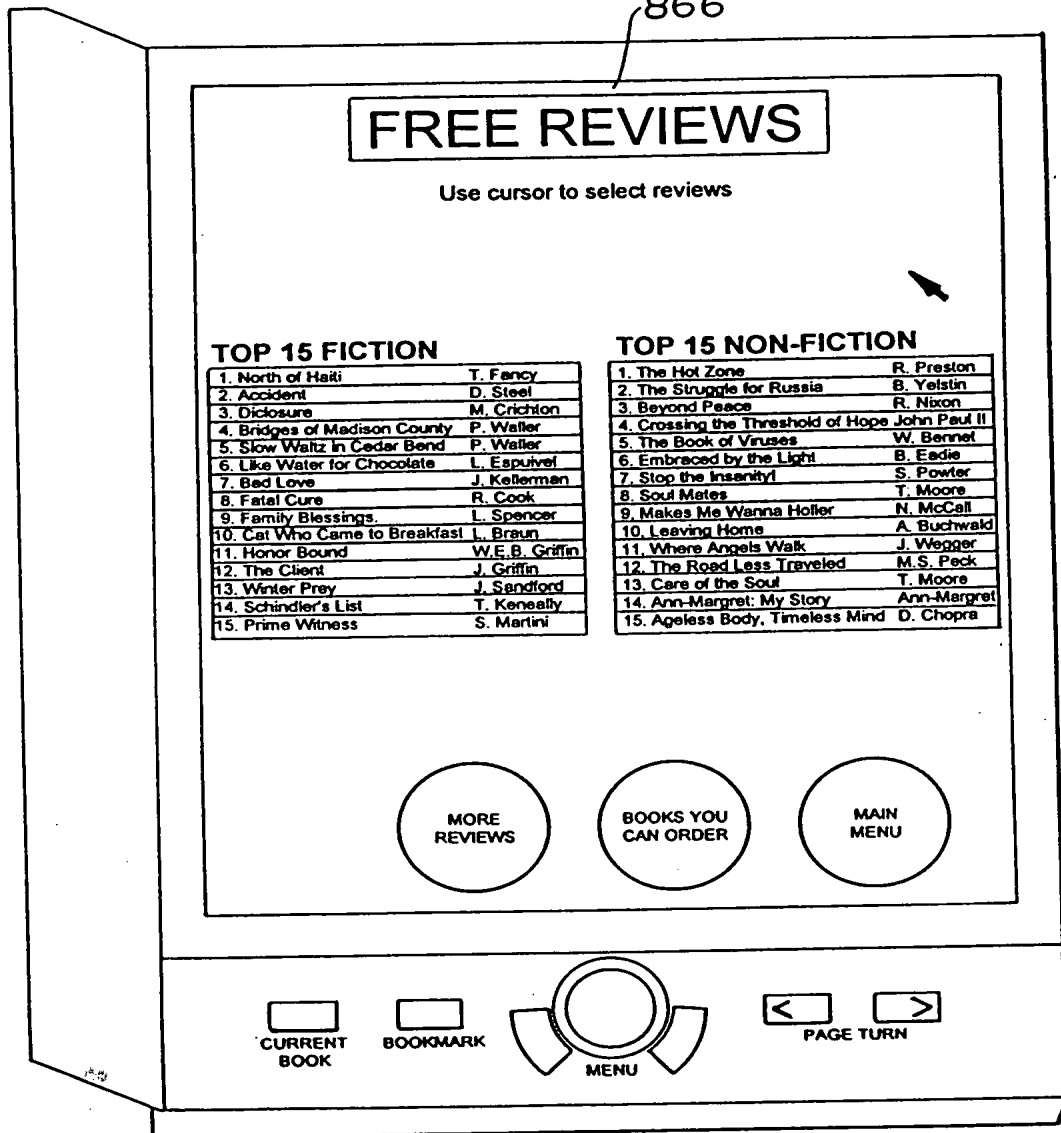 866
FREE REVIEWS
Use cursor to select reviews
TOP 15 FICTION
1. North of Haiti T. Fancy
2. Accident D. Steel
3. Diclosure M. Crichton
4. Bridges of Madison County P. Waller
5. Slow Waltz in Cedar Bend P. Waller
6. Like Water for Chocolate L. Espuivel
7. Bad Love J. Kellerman
8. Fatal Cure R. Cook
9. Family Blessings. L. Spencer
10. Cat Who Came to Breakfast L. Braun
11. Honor Bound W.E.B. Griffin
12. The Client J. Griffin
13. Winter Prey J. Sandford
14. Schindler's List T. Keneally
15. Prime Witness S. Martini
TOP 15 NON-FICTION
1. The Hot Zone R. Preston
2. The Struggle for Russia B. Yelstin
3. Beyond Peace R. Nixon
4. Crossing the Threshold of Hope John Paul II
5. The Book of Viruses W. Bennet
6. Embraced by the Light B. Eadie
7. Stop the Insanity! S. Powter
8. Soul Mates T. Moore
9. Makes Me Wanna Holler N. McCall
10. Leaving Home A. Buchwald
11. Where Angels Walk J. Wegger
12. The Road Less Traveled M.S. Peck
13. Care of the Soul T. Moore
14. Ann-Margret: My Story Ann-Margret
15. Ageless Body, Timeless Mind D. Chopra
MORE
REVIEWS
BOOKS YOU
CAN ORDER
MAIN
MENU
CURRENT
BOOK
BOOKMARK
MENU
< >
PAGE TURN